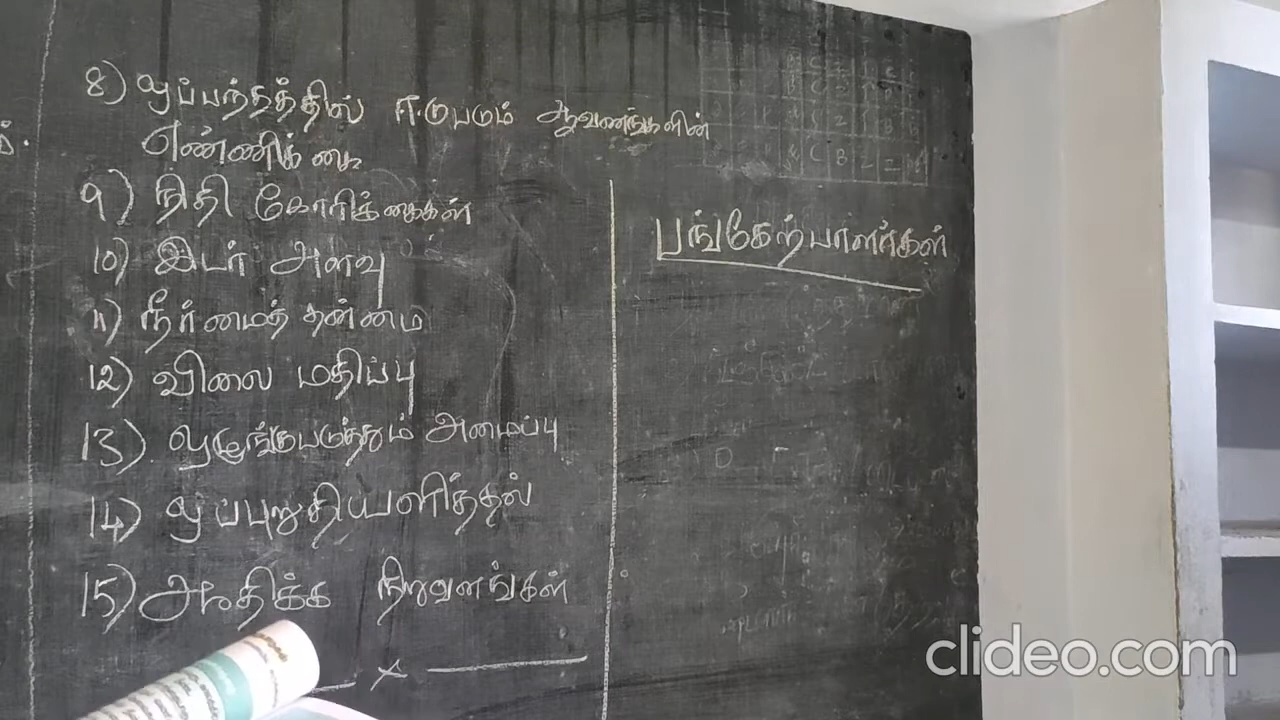 8) ஒப்பந்தத்தில் ஈடுபடும் ஆவணங்களின்
எண்ணிக்கை
9) நிதி கோரிக்கைகள்
10) இடர் அளவு
11) நீர்மைத் தன்மை
12) விலை மதிப்பு
13) ஒழுங்குபடுத்தும் அமைப்பு
14) ஒப்புறுதியளித்தல்
15) அதிக்க நிறுவனங்கள்
பங்கேற்பாளர்கள்
clideo.com